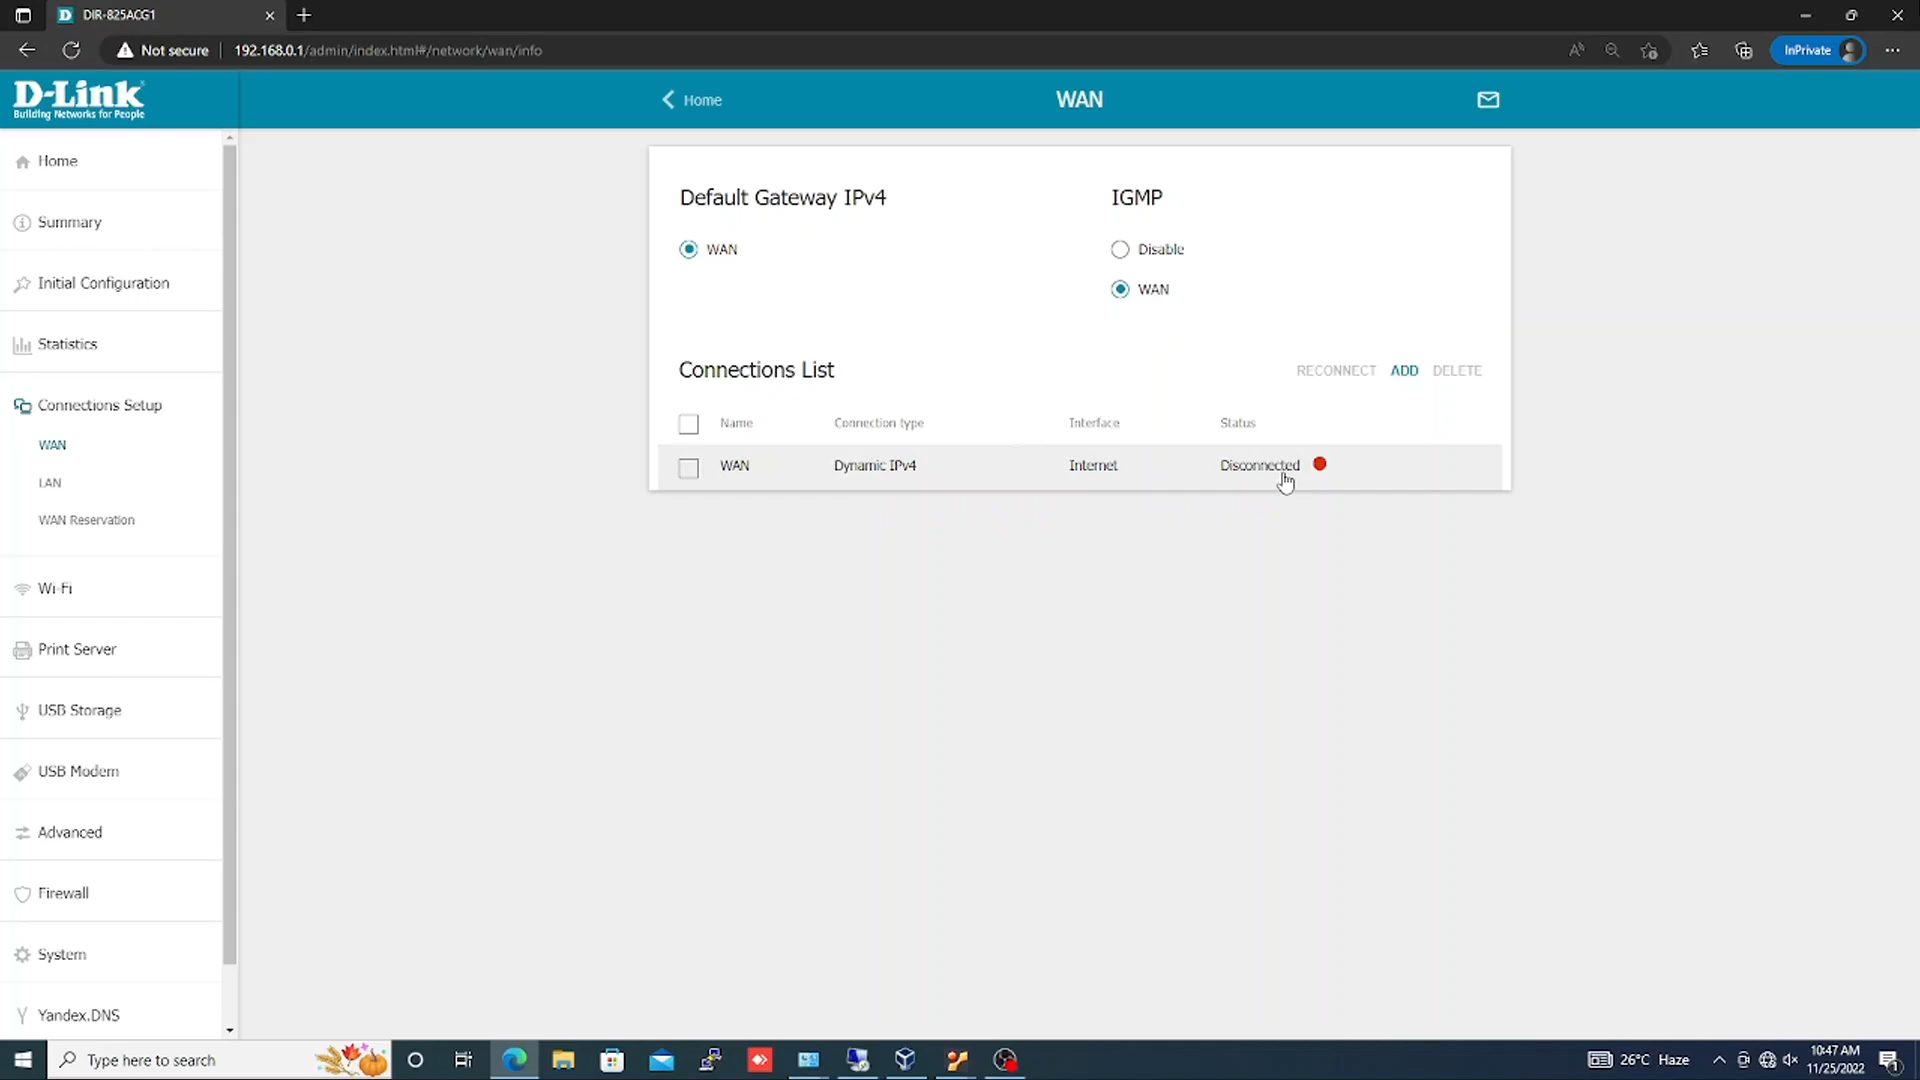 DIR-825ACG1
Not secure
192.168.0.1/admin/index.html#/network/wan/info
InPrivate
D-Link
Building Networks for People
Home
WAN
Home
Summary
Initial Configuration
Statistics
Connections Setup
WAN
LAN
WAN Reservation
Wi-Fi
Print Server
USB Storage
USB Modem
Advanced
Firewall
System
Yandex.DNS
Default Gateway IPv4
WAN
IGMP
Disable
WAN
Connections List
RECONNECT ADD DELETE
Name Connection type Interface Status
WAN Dynamic IPv4 Internet Disconnected
Type here to search
26°C Haze
10:47 AM
11/25/2022
1